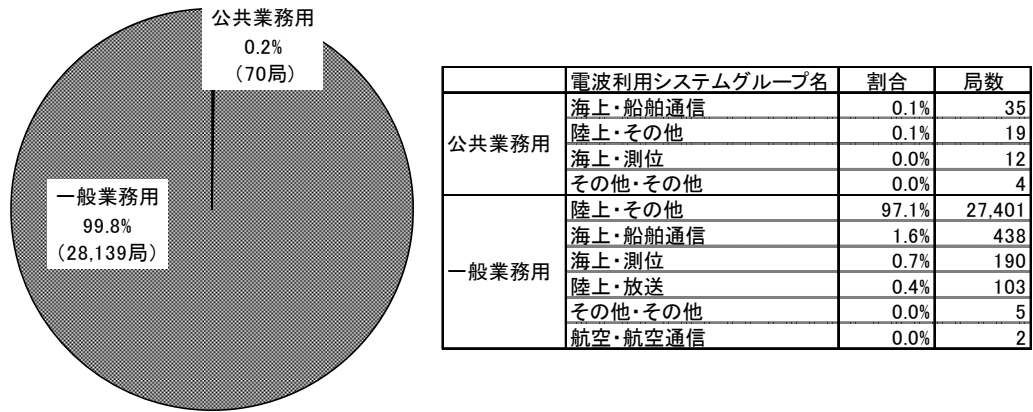 公共業務用
0.2%
（70局）
一般業務用
99.8%
（28,139局）
電波利用システムグループ名 割合 局数
公共業務用
海上・船舶通信 0.1% 35
陸上・その他 0.1% 19
海上・測位 0.0% 12
その他・その他 0.0% 4
一般業務用
陸上・その他 97.1% 27,401
海上・船舶通信 1.6% 438
海上・測位 0.7% 190
陸上・放送 0.4% 103
その他・その他 0.0% 5
航空・航空通信 0.0% 2